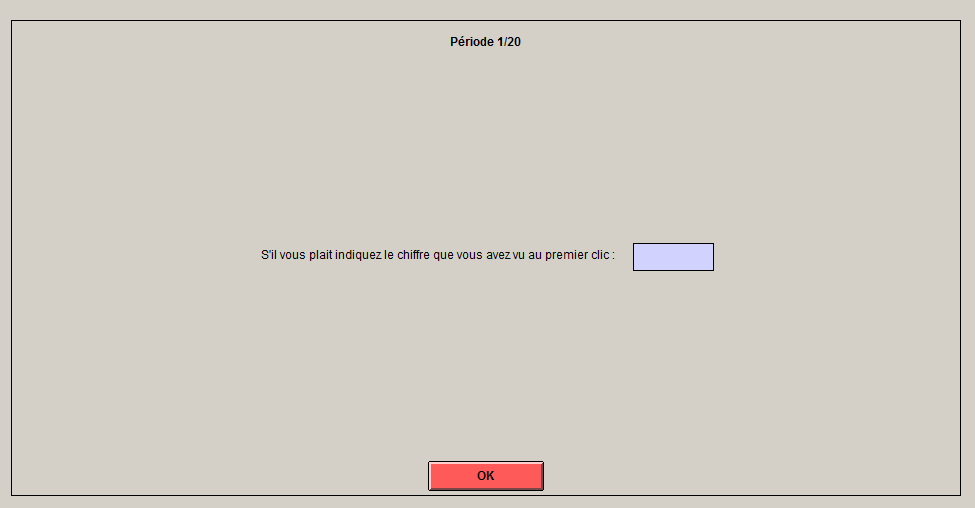 Période 1/20
S'il vous plait indiquez le chiffre que vous avez vu au premier clic :
OK